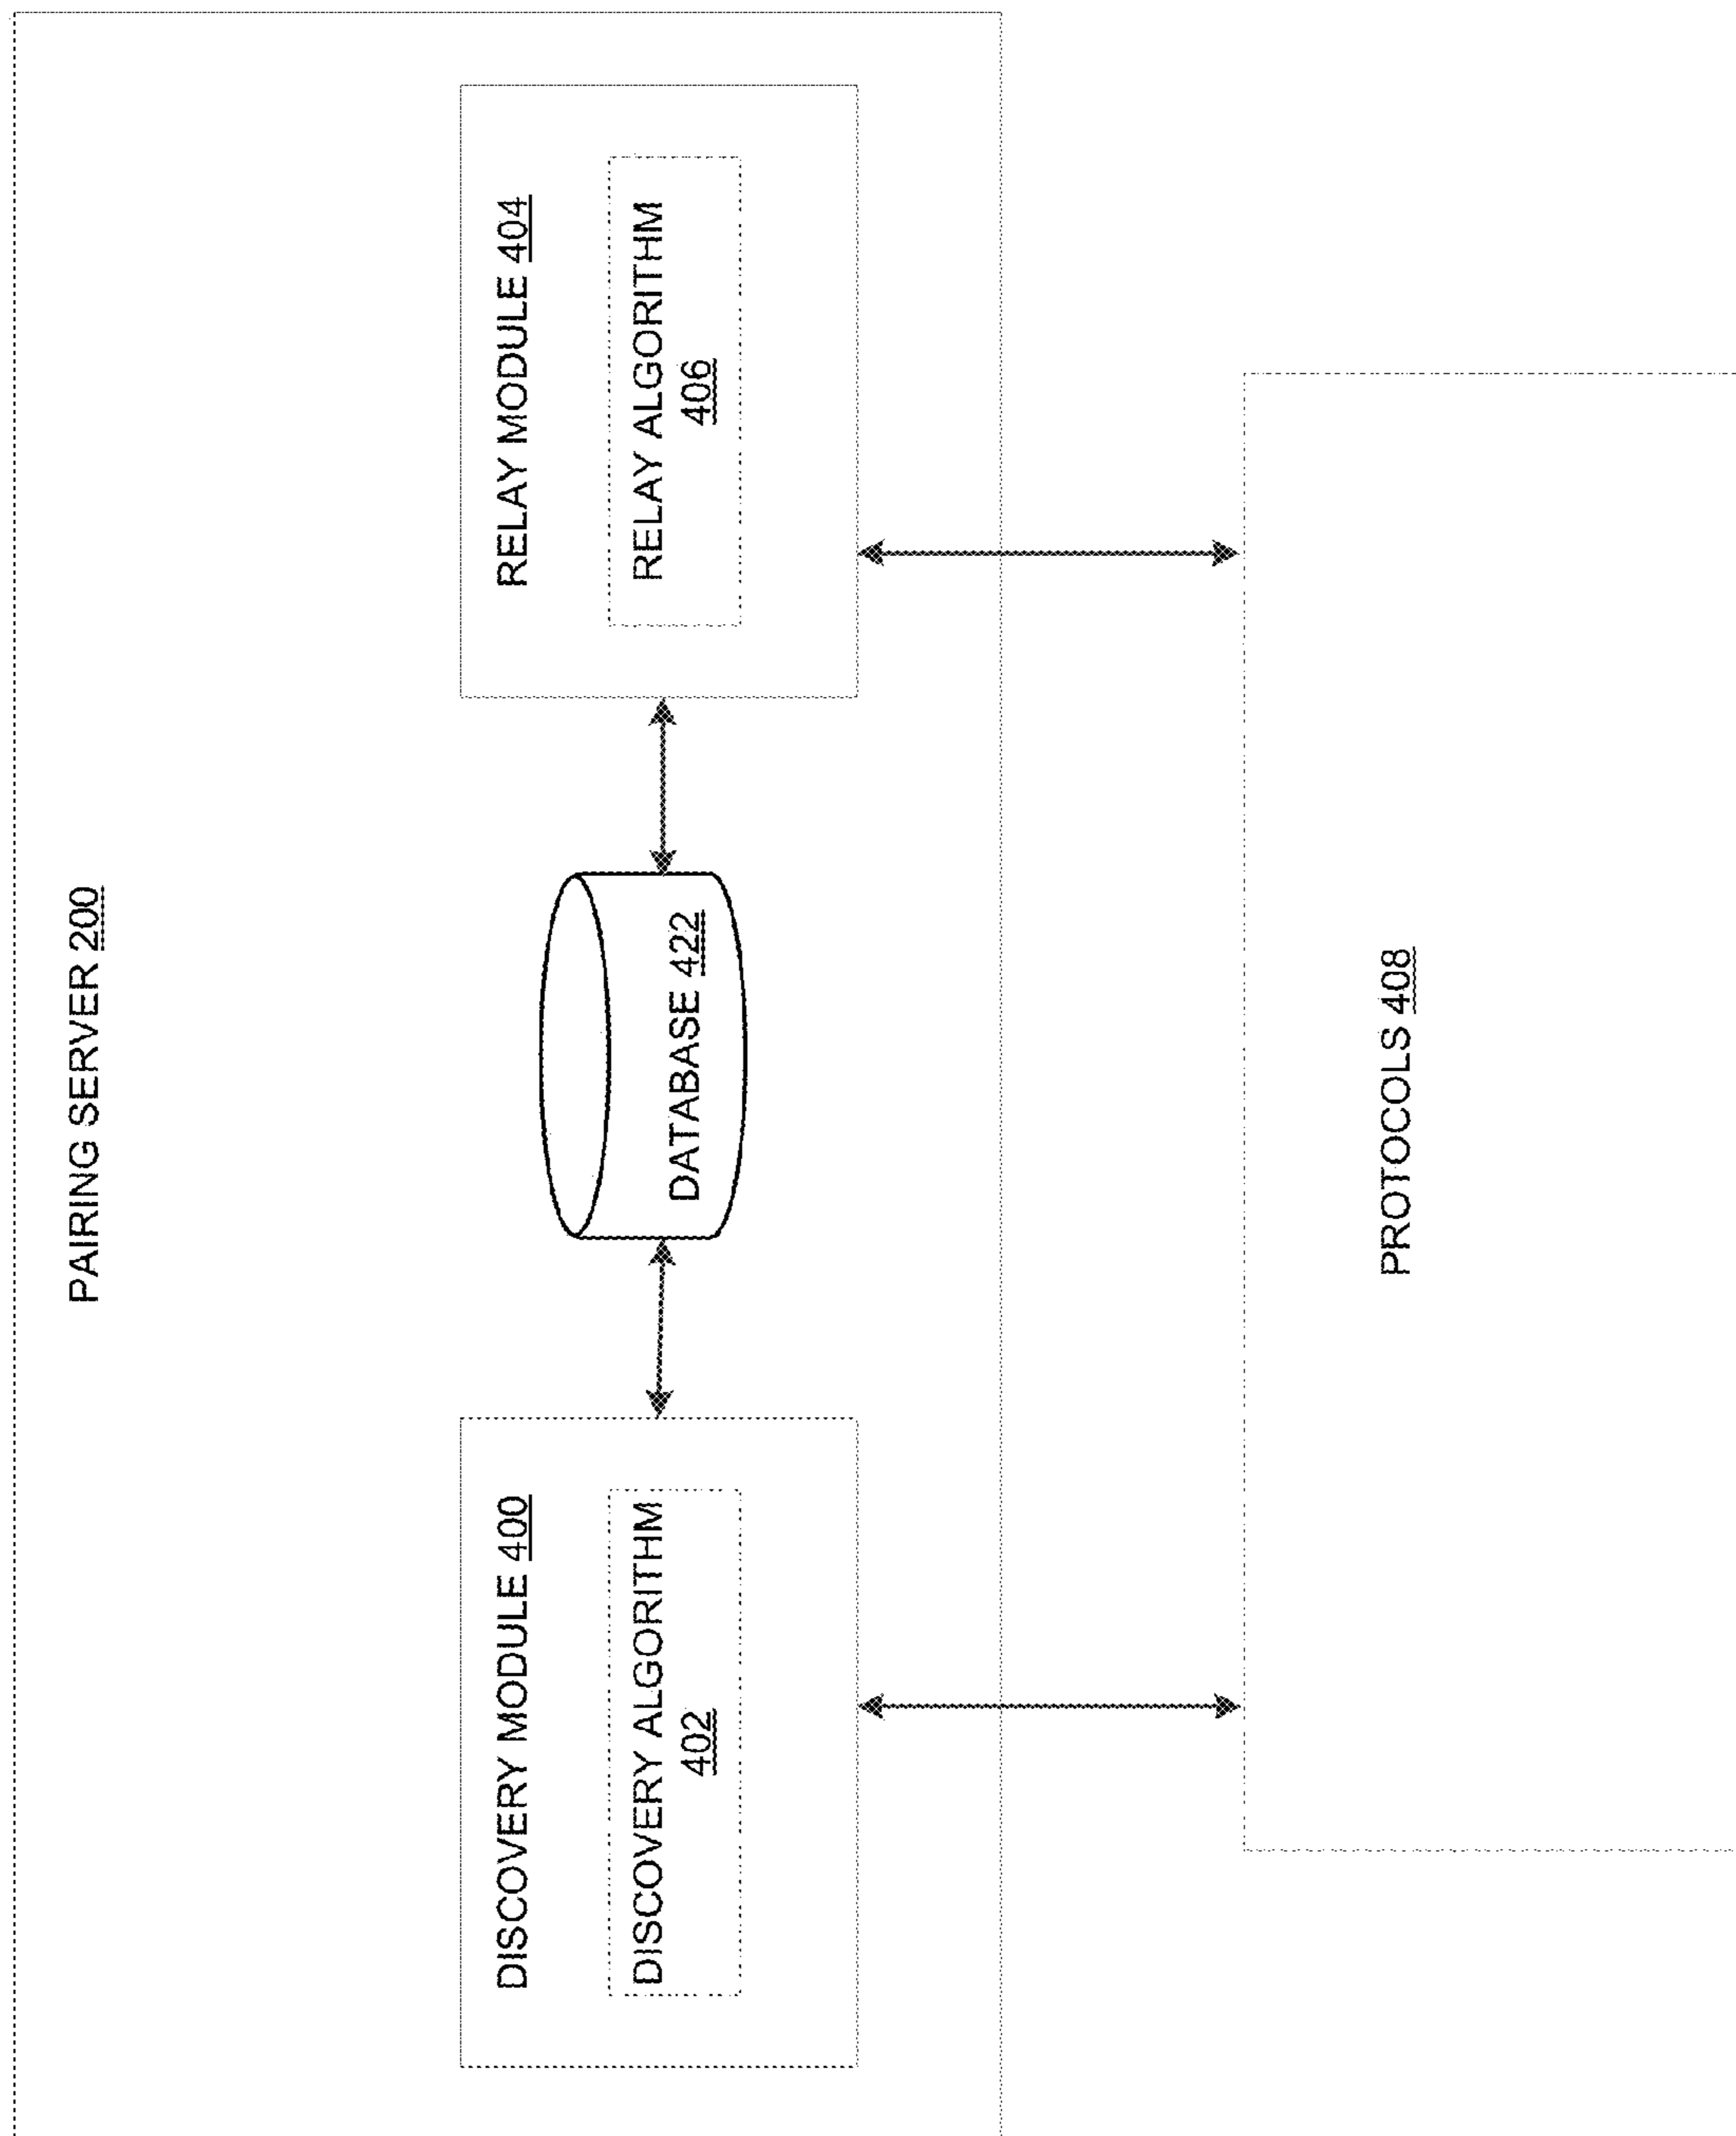 PAIRING SERVER 200
DISCOVERY MODULE 400
DISCOVERY ALGORITHM
402
DATABASE 422
RELAY MODULE 404
RELAY ALGORITHM
406
PROTOCOLS 408